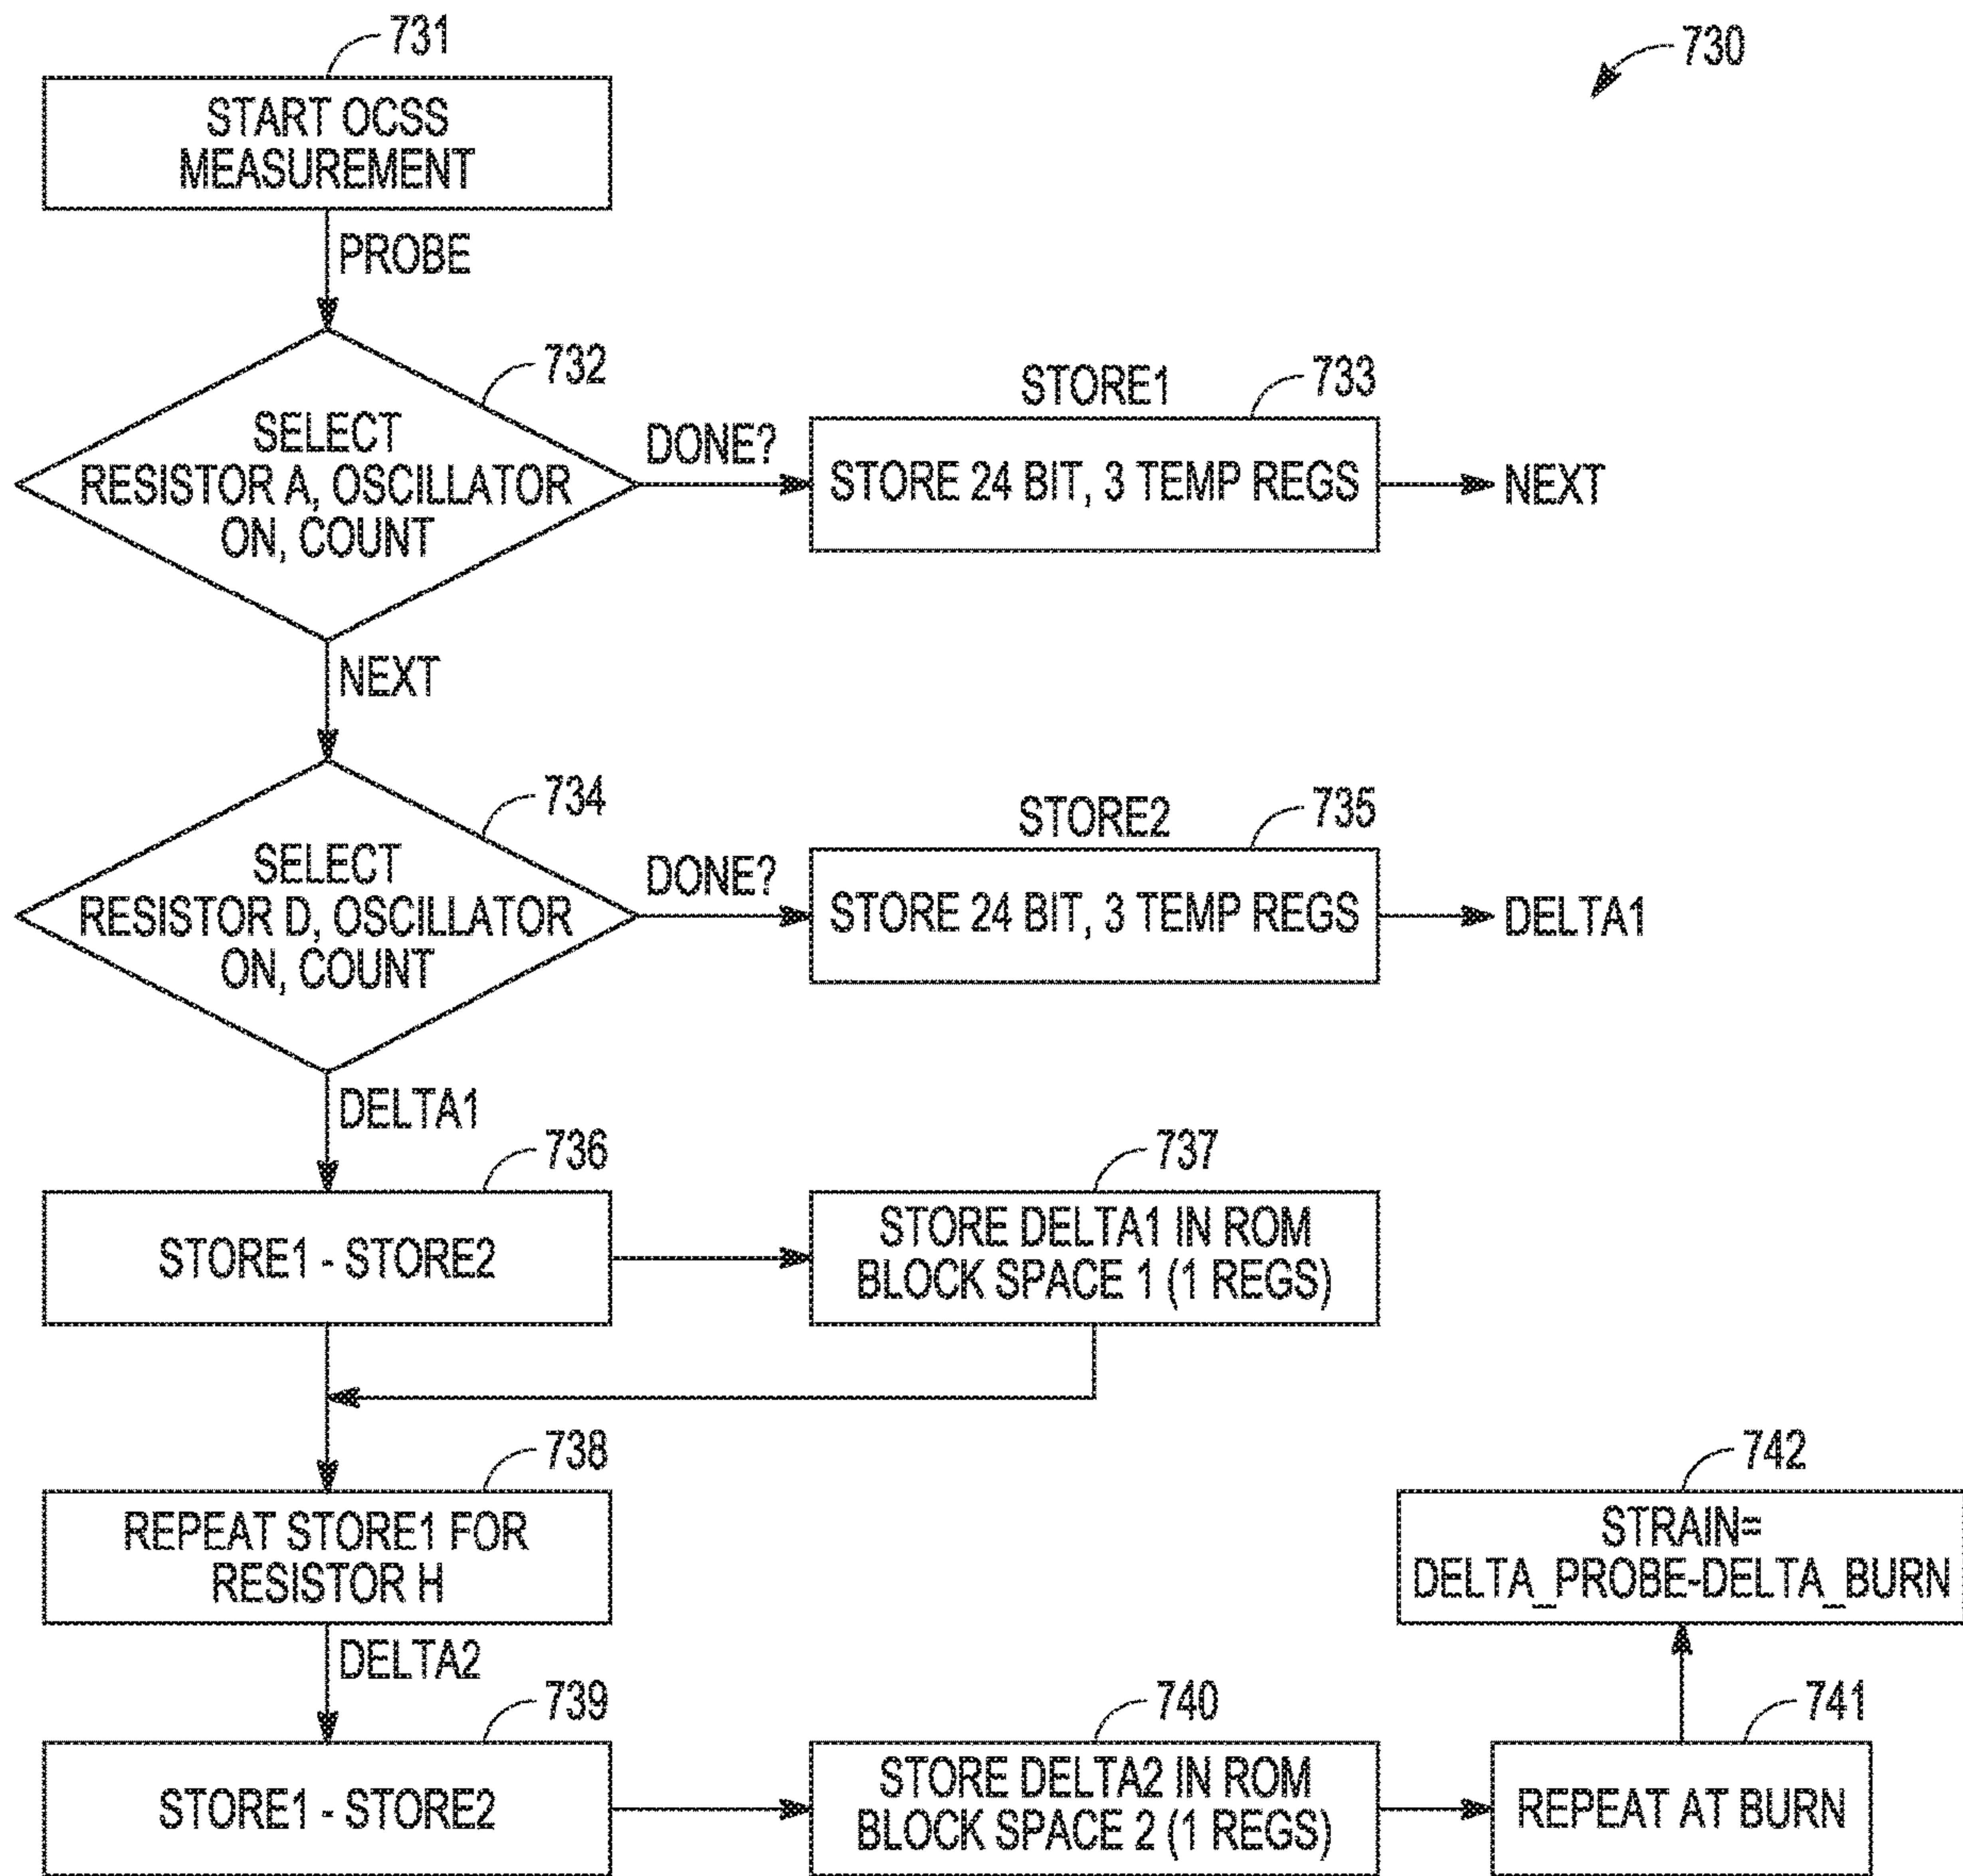 731
730
START OCSS
MEASUREMENT
PROBE
732
SELECT
RESISTOR A, OSCILLATOR
ON, COUNT
DONE?
STORE1
733
STORE 24 BIT, 3 TEMP REGS
NEXT
NEXT
734
SELECT
RESISTOR D, OSCILLATOR
ON, COUNT
DONE?
STORE2
735
STORE 24 BIT, 3 TEMP REGS
DELTA1
DELTA1
736
STORE1 - STORE2
737
STORE DELTA1 IN ROM
BLOCK SPACE 1 (1 REGS)
738
REPEAT STORE1 FOR
RESISTOR H
742
STRAIN=
DELTA_PROBE-DELTA_BURN
DELTA2
739
STORE1 - STORE2
740
STORE DELTA2 IN ROM
BLOCK SPACE 2 (1 REGS)
741
REPEAT AT BURN